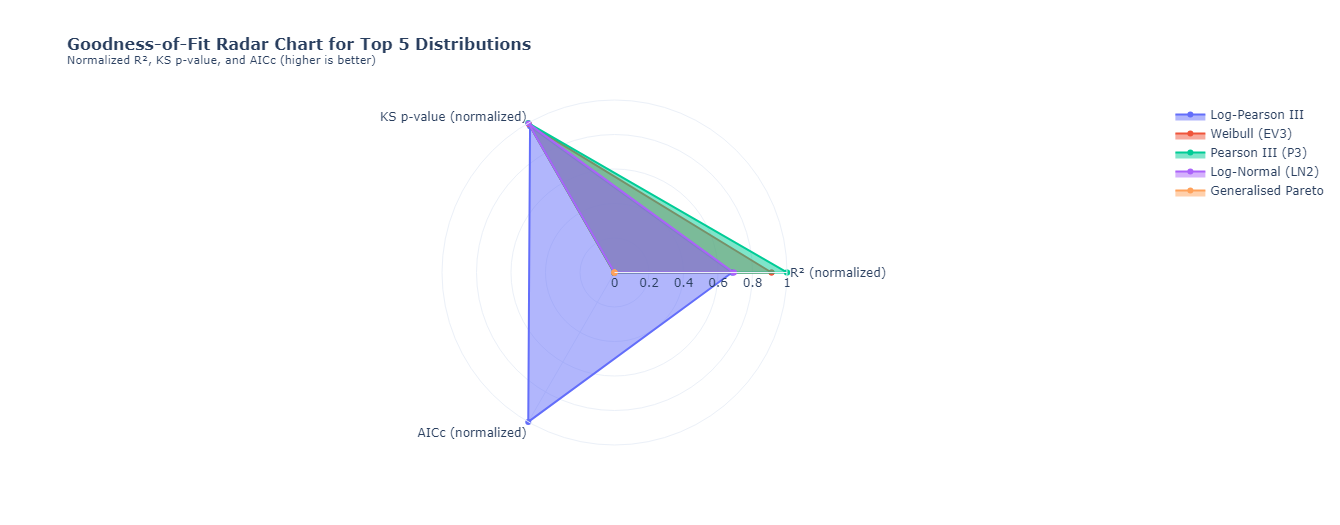 Goodness-of-Fit Radar Chart for Top 5 Distributions
Normalized R², KS p-value, and AICc (higher is better)
KS p-value (normalized)
R² (normalized)
0 0.2 0.4 0.6 0.8 1
AICc (normalized)
Log-Pearson III
Weibull (EV3)
Pearson III (P3)
Log-Normal (LN2)
Generalised Pareto